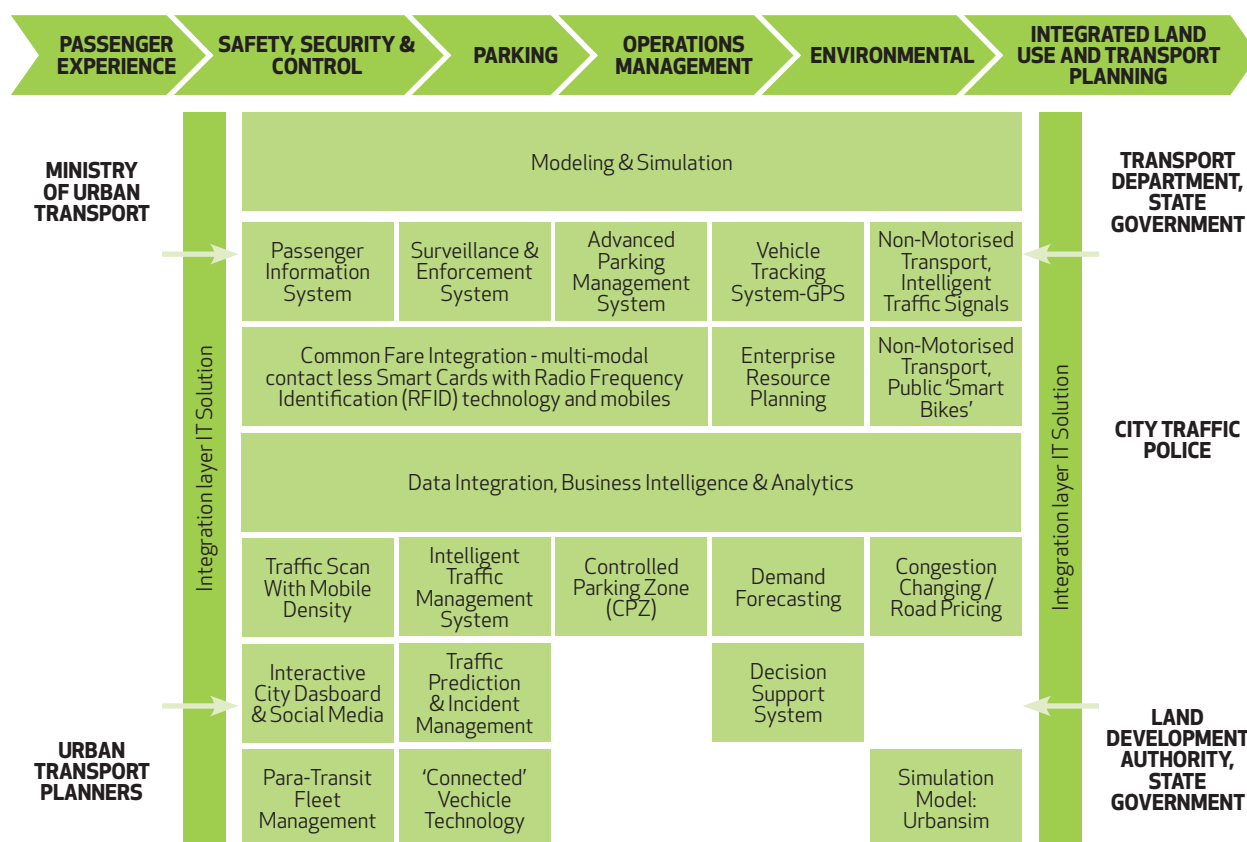 PASSENGER
EXPERIENCE
SAFETY, SECURITY &
CONTROL
PARKING
OPERATIONS
MANAGEMENT
ENVIRONMENTAL
INTEGRATED LAND
USE AND TRANSPORT
PLANNING
MINISTRY
OF URBAN
TRANSPORT
URBAN
TRANSPORT
PLANNERS
Integration layer IT Solution
Modeling & Simulation
Passenger
Information
System
Surveillance &
Enforcement
System
Advanced
Parking
Management
System
Vehicle
Tracking
System-GPS
Non-Motorised
Transport,
Intelligent
Traffic Signals
Common Fare Integration - multi-modal
contact less Smart Cards with Radio Frequency
Identification (RFID) technology and mobiles
Enterprise
Resource
Planning
Non-Motorised
Transport,
Public ‘Smart
Bikes’
Data Integration, Business Intelligence & Analytics
Traffic Scan
With Mobile
Density
Intelligent
Traffic
Management
System
Controlled
Parking Zone
(CPZ)
Demand
Forecasting
Congestion
Changing /
Road Pricing
Interactive
City Dasboard
& Social Media
Traffic
Prediction
& Incident
Management
Decision
Support
System
Para-Transit
Fleet
Management
‘Connected’
Vechicle
Technology
Simulation
Model:
Urbansim
Integration layer IT Solution
TRANSPORT
DEPARTMENT,
STATE
GOVERNMENT
CITY TRAFFIC
POLICE
LAND
DEVELOPMENT
AUTHORITY,
STATE
GOVERNMENT